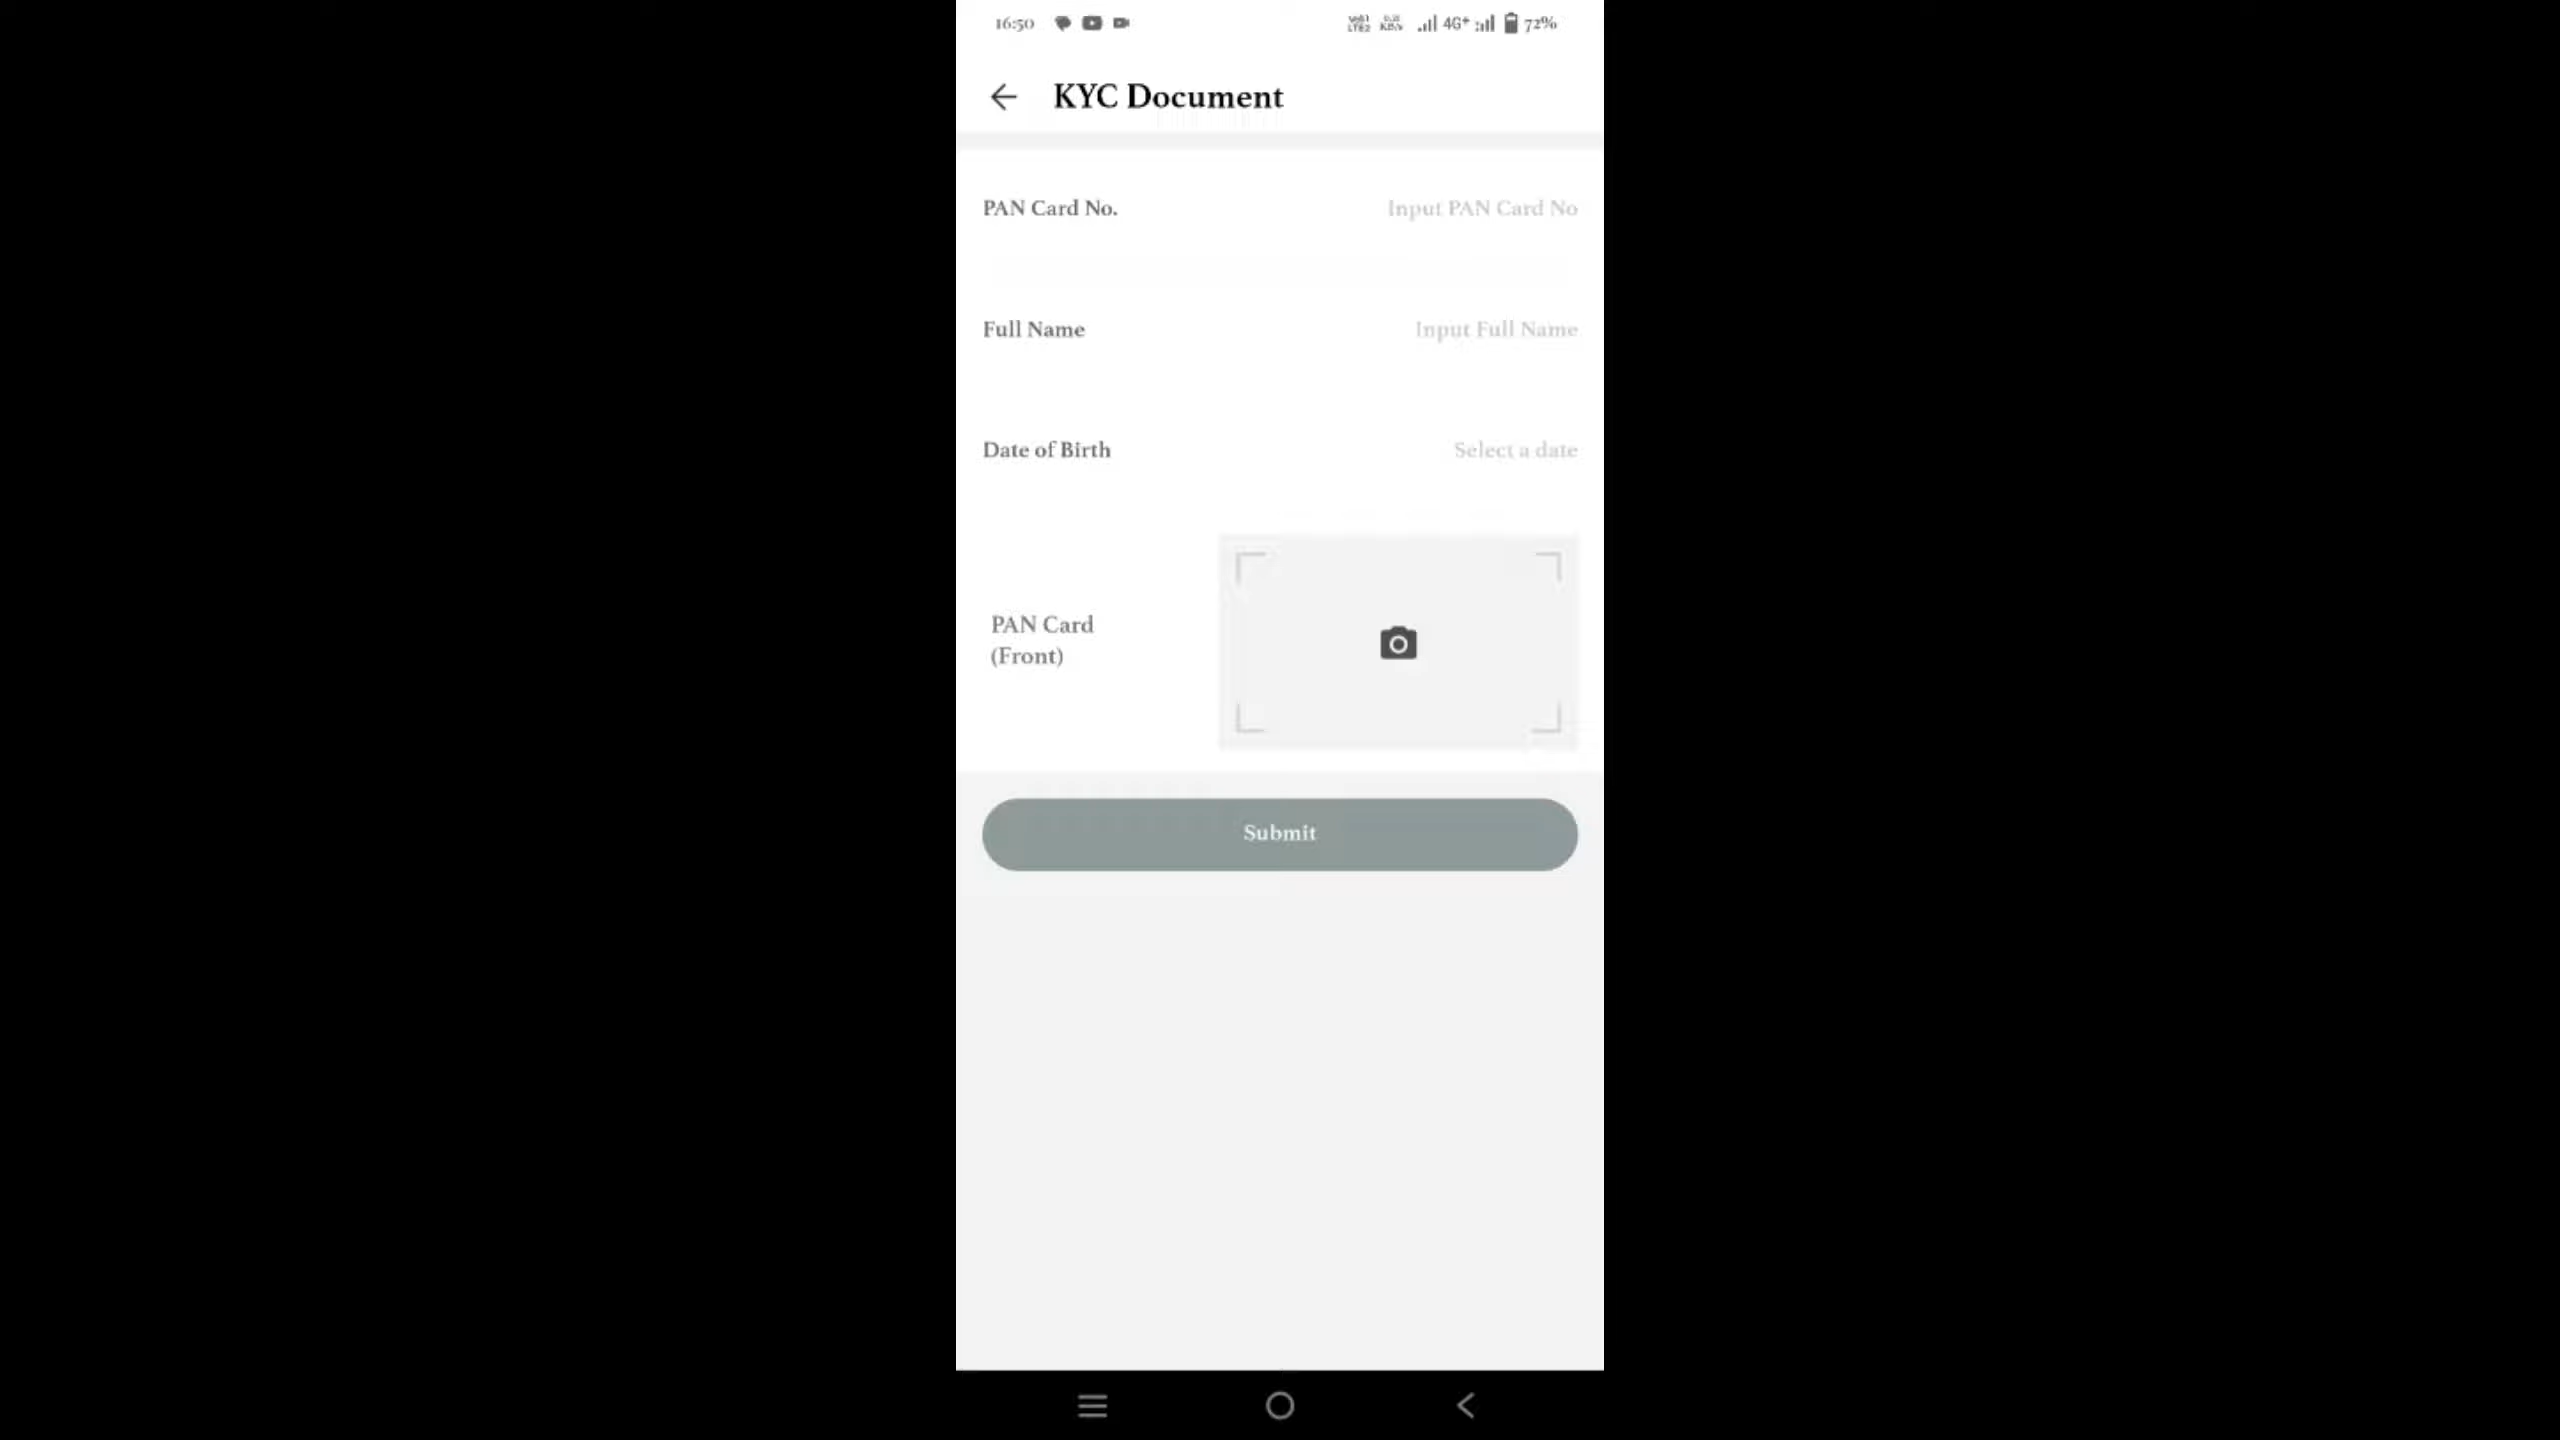 16:50
4G+ 72%
KYC Document
PAN Card No.
Input PAN Card No
Full Name
Input Full Name
Date of Birth
Select a date
PAN Card
(Front)
Submit